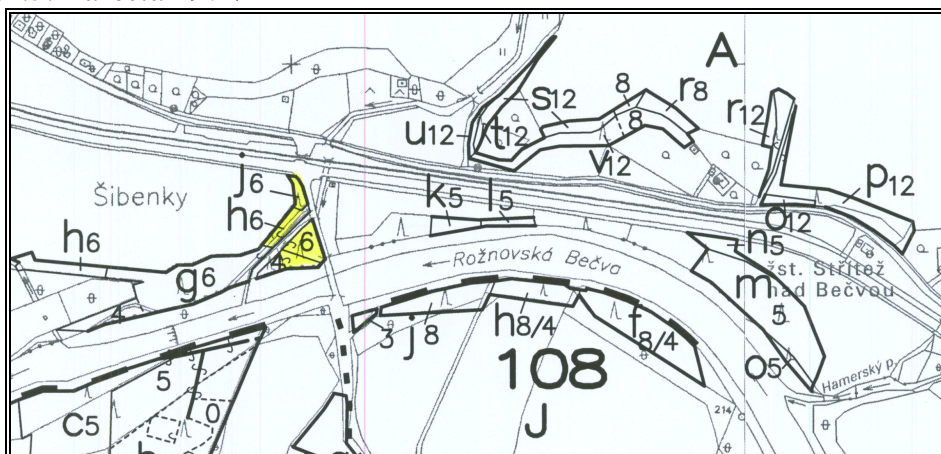 A
8
r8
s12
8
r12
u12
t12
v12
p12
j6
k5
l5
o12
Šibenky
h6
6
n5
h6
Rožnovská Bečva
žst. Střítež
g6
4
m
nad Bečvou
5
4
3
j8
h8/4
f8/4
108
o5
5
Hamerský p.
c5
0
J
214